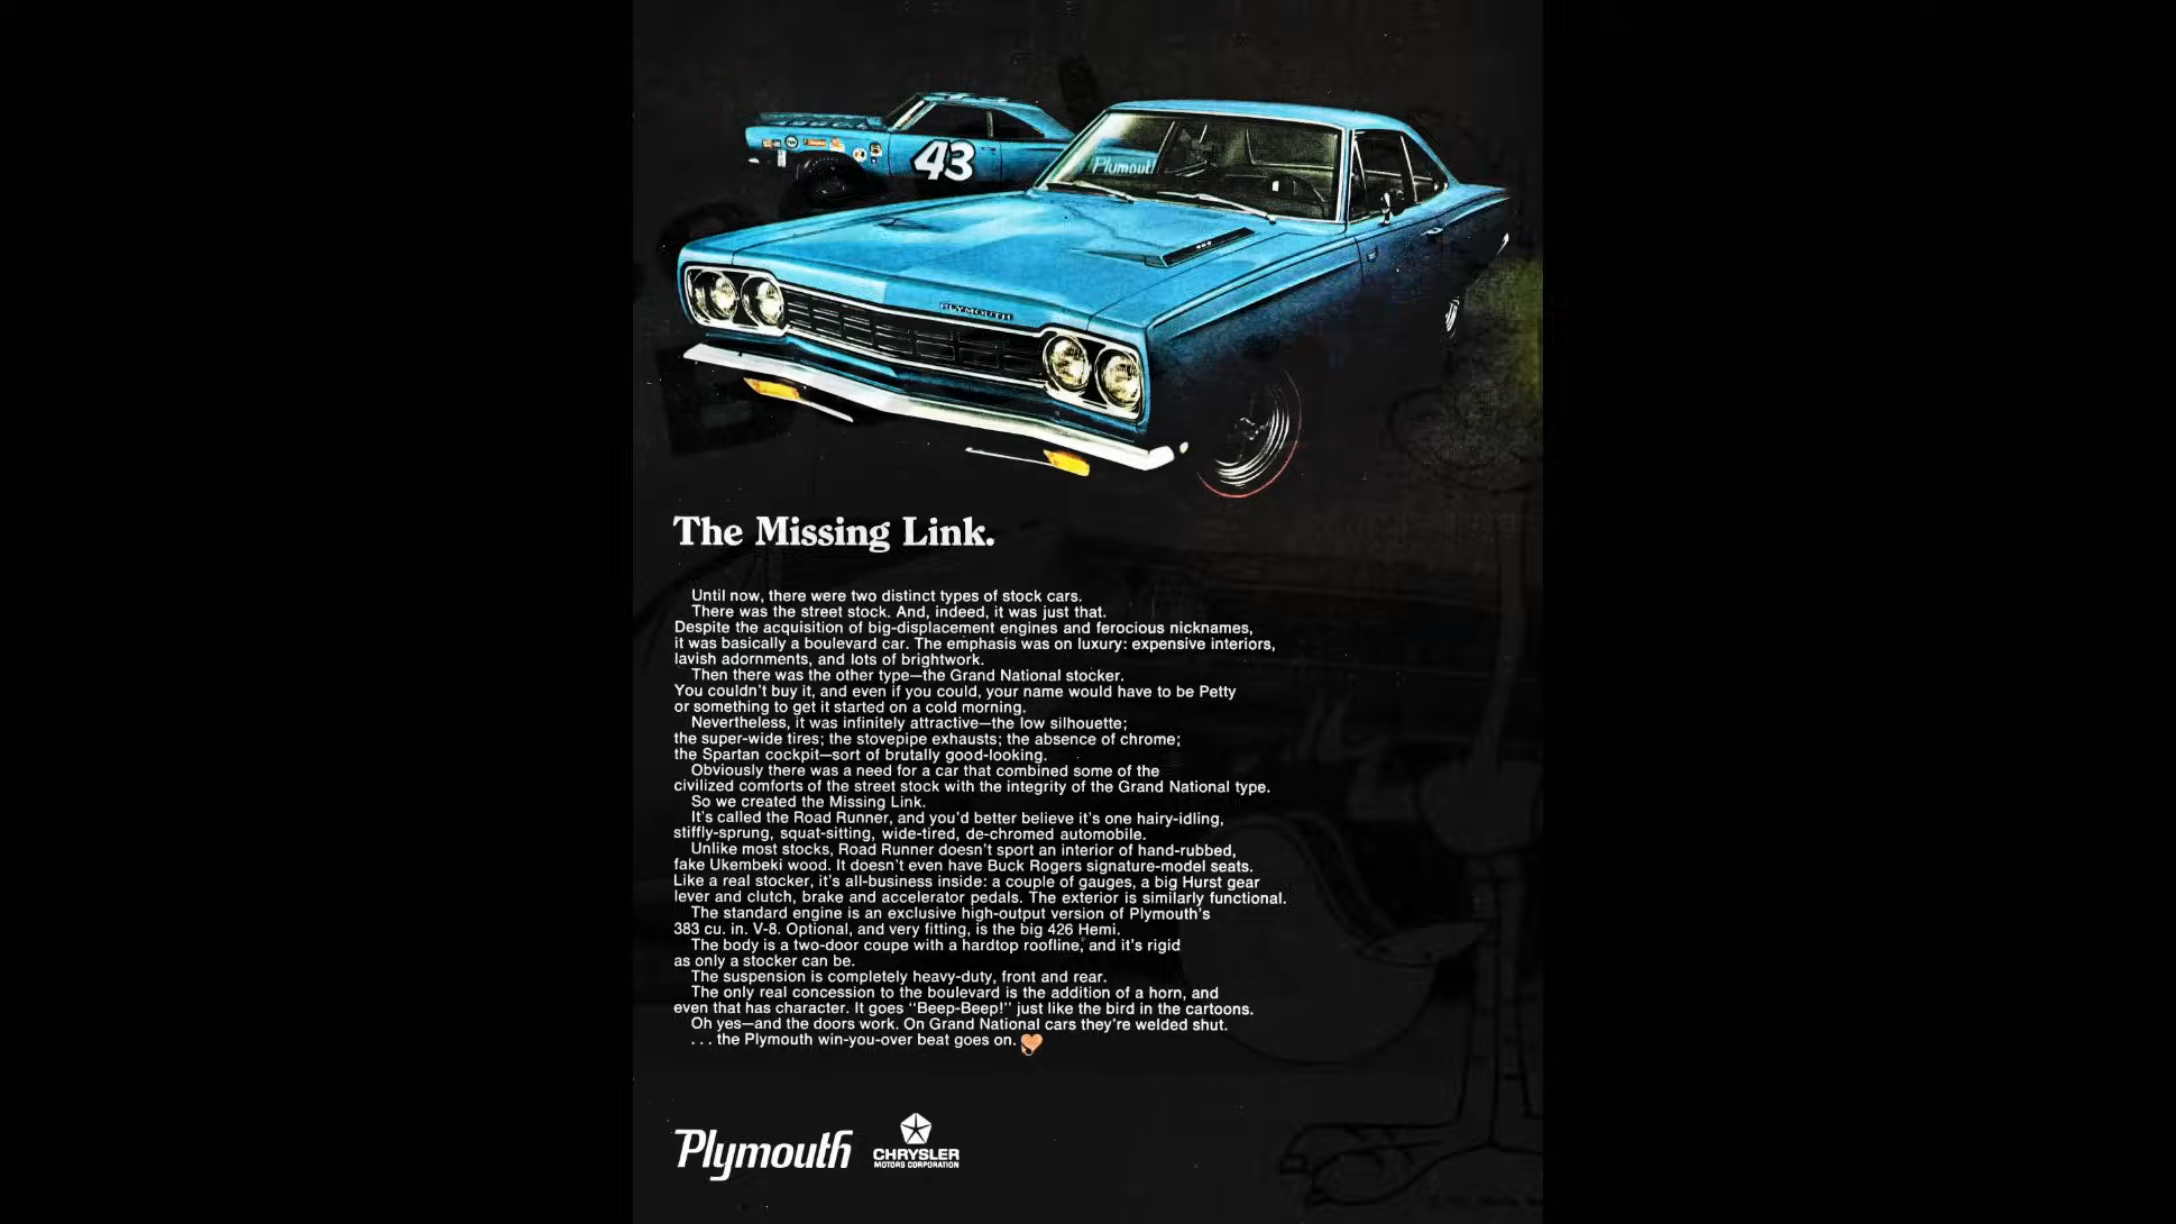 43
Plymout
PLYMOUTH
The Missing Link.
Until now, there were two distinct types of stock cars.
There was the street stock. And, indeed, it was just that.
Despite the acquisition of big-displacement engines and ferocious nicknames,
it was basically a boulevard car. The emphasis was on luxury: expensive interiors,
lavish adornments, and lots of brightwork.
Then there was the other type—the Grand National stocker.
You couldn't buy it, and even if you could, your name would have to be Petty
or something to get it started on a cold morning.
Nevertheless, it was infinitely attractive—the low silhouette;
the super-wide tires; the stovepipe exhausts; the absence of chrome;
the Spartan cockpit—sort of brutally good-looking.
Obviously there was a need for a car that combined some of the
civilized comforts of the street stock with the integrity of the Grand National type.
So we created the Missing Link.
It's called the Road Runner, and you'd better believe it's one hairy-idling,
stiffly-sprung, squat-sitting, wide-tired, de-chromed automobile.
Unlike most stocks, Road Runner doesn't sport an interior of hand-rubbed,
fake Ukembeki wood. It doesn't even have Buck Rogers signature-model seats.
Like a real stocker, it's all-business inside: a couple of gauges, a big Hurst gear
lever and clutch, brake and accelerator pedals. The exterior is similarly functional.
The standard engine is an exclusive high-output version of Plymouth's
383 cu. in. V-8. Optional, and very fitting, is the big 426 Hemi.
The body is a two-door coupe with a hardtop roofline, and it's rigid
as only a stocker can be.
The suspension is completely heavy-duty, front and rear.
The only real concession to the boulevard is the addition of a horn, and
even that has character. It goes "Beep-Beep!" just like the bird in the cartoons.
Oh yes—and the doors work. On Grand National cars they're welded shut.
. . . the Plymouth win-you-over beat goes on.
Plymouth
CHRYSLER
MOTORS CORPORATION